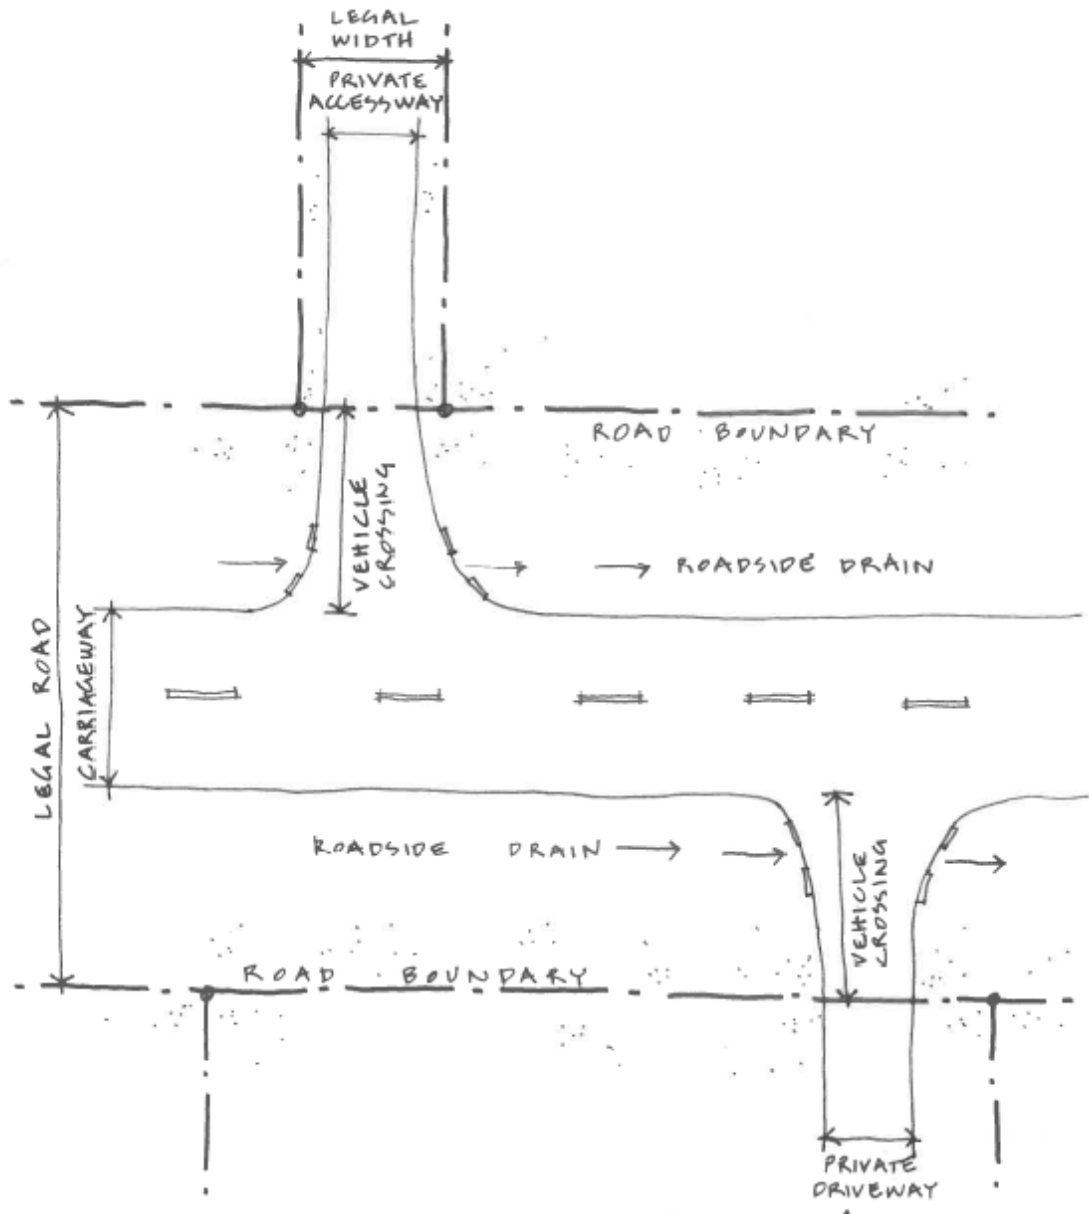 LEGAL
WIDTH
PRIVATE
ACCESSWAY
ROAD BOUNDARY
VEHICLE
CROSSING
ROADSIDE DRAIN
LEGAL ROAD
CARRIAGEWAY
ROADSIDE DRAIN
VEHICLE
CROSSING
ROAD BOUNDARY
PRIVATE
DRIVEWAY